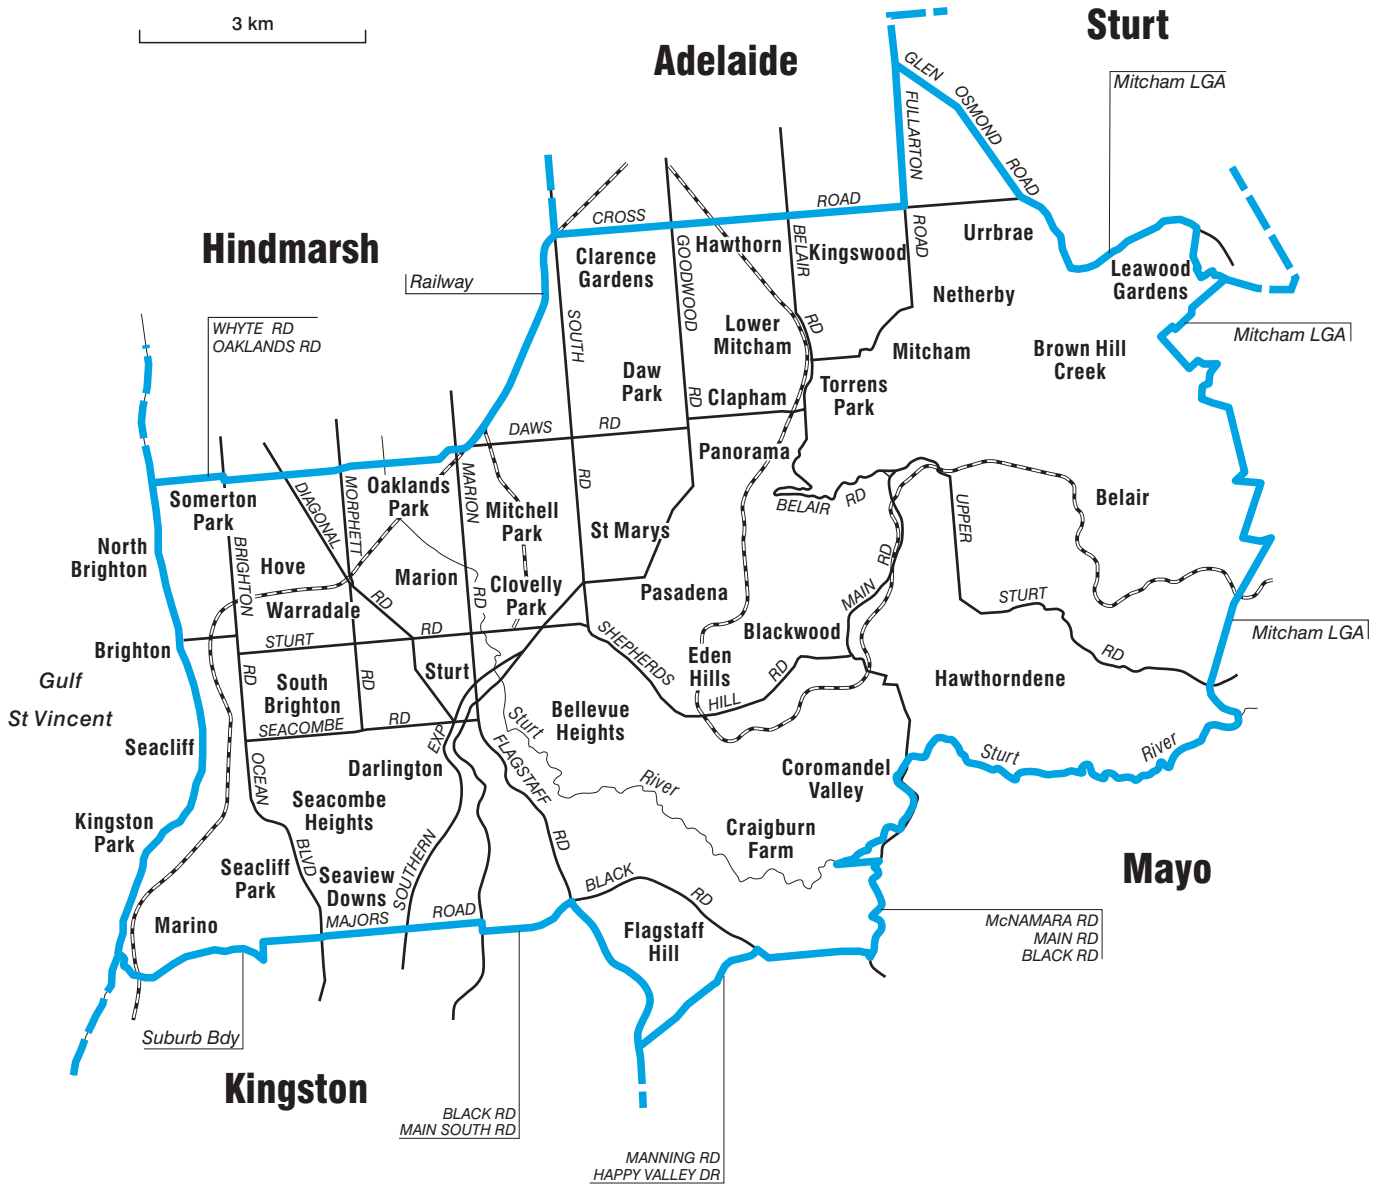 3 km
Adelaide
Sturt
Hindmarsh
Mayo
Kingston
GLEN OSMOND ROAD
FULLARTON
ROAD
Mitcham LGA
CROSS
ROAD
Railway
WHYTE RD
OAKLANDS RD
Clarence
Gardens
GOODWOOD
RD
Hawthorn
BELAIR
RD
Kingswood
Urrbrae
Leawood
Gardens
Netherby
Mitcham LGA
SOUTH
RD
Lower
Mitcham
Mitcham
Brown Hill
Creek
Daw
Park
Clapham
Torrens
Park
DAWS
RD
Panorama
Somerton
Park
DIAGONAL
RD
MORPHETT
RD
Oaklands
Park
MARION
RD
Mitchell
Park
St Marys
BELAIR
RD
UPPER
STURT
RD
Belair
North
Brighton
BRIGHTON
RD
Hove
Marion
Clovelly
Park
Pasadena
MAIN
RD
Warradale
Blackwood
Mitcham LGA
Brighton
STURT
RD
Sturt
SHEPHERDS
HILL
RD
Eden
Hills
Hawthorndene
Gulf
St Vincent
South
Brighton
SEACOMBE
RD
Bellevue
Heights
Sturt
River
Sturt
River
Seacliff
OCEAN
BLVD
Darlington
SOUTHERN
EXP
FLAGSTAFF
RD
Coromandel
Valley
Seacombe
Heights
Kingston
Park
Craigburn
Farm
Seacliff
Park
Seaview
Downs
BLACK
RD
Marino
MAJORS
ROAD
Flagstaff
Hill
McNAMARA RD
MAIN RD
BLACK RD
Suburb Bdy
BLACK RD
MAIN SOUTH RD
MANNING RD
HAPPY VALLEY DR